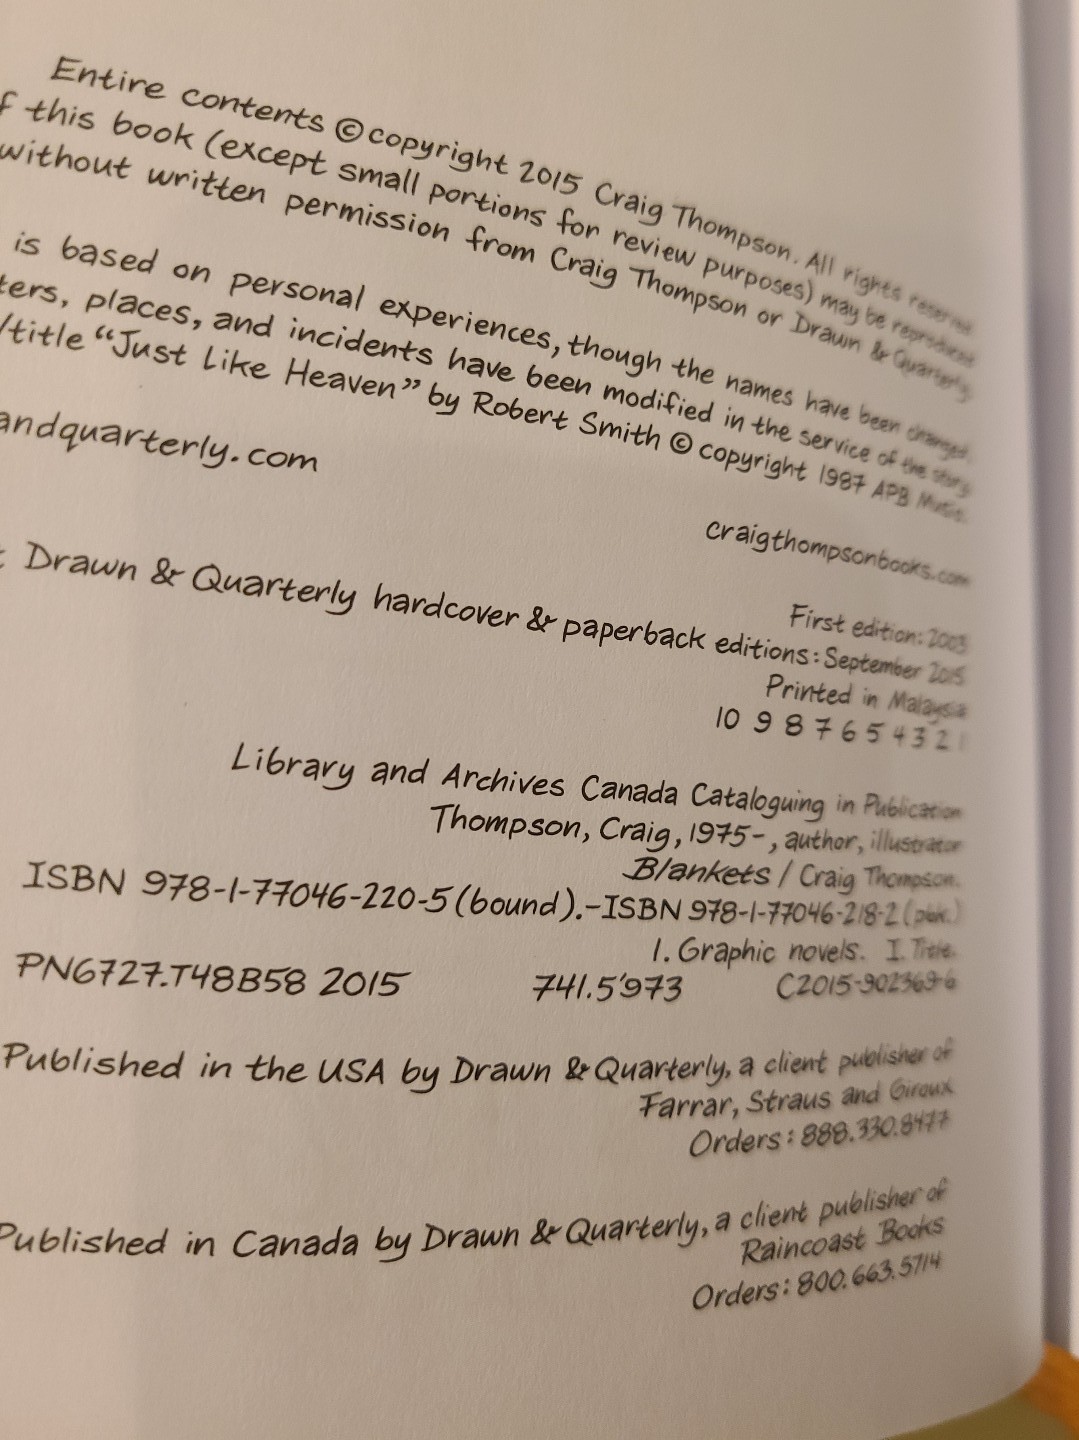 Entire contents © copyright 2015 Craig Thompson. All rights reserved
f this book (except small portions for review purposes) may be reproduced
without written permission from Craig Thompson or Drawn & Quarterly.
is based on personal experiences, though the names have been changed,
ters, places, and incidents have been modified in the service of the story.
/title “Just Like Heaven” by Robert Smith © copyright 1987 APB Music.
andquarterly.com
craigthompsonbooks.com
t Drawn & Quarterly hardcover & paperback editions: September 2015
First edition: 2003
Printed in Malaysia
10 9 8 7 6 5 4 3 2 1
Library and Archives Canada Cataloguing in Publication
Thompson, Craig, 1975-, author, illustrator
Blankets / Craig Thompson.
ISBN 978-1-77046-220-5 (bound).-ISBN 978-1-77046-218-2 (pbk.)
1. Graphic novels. I. Title.
PN6727.T48B58 2015 741.5'973 C2015-902369-6
Published in the USA by Drawn & Quarterly, a client publisher of
Farrar, Straus and Giroux
Orders: 888.330.8477
Published in Canada by Drawn & Quarterly, a client publisher of
Raincoast Books
Orders: 800.663.5714